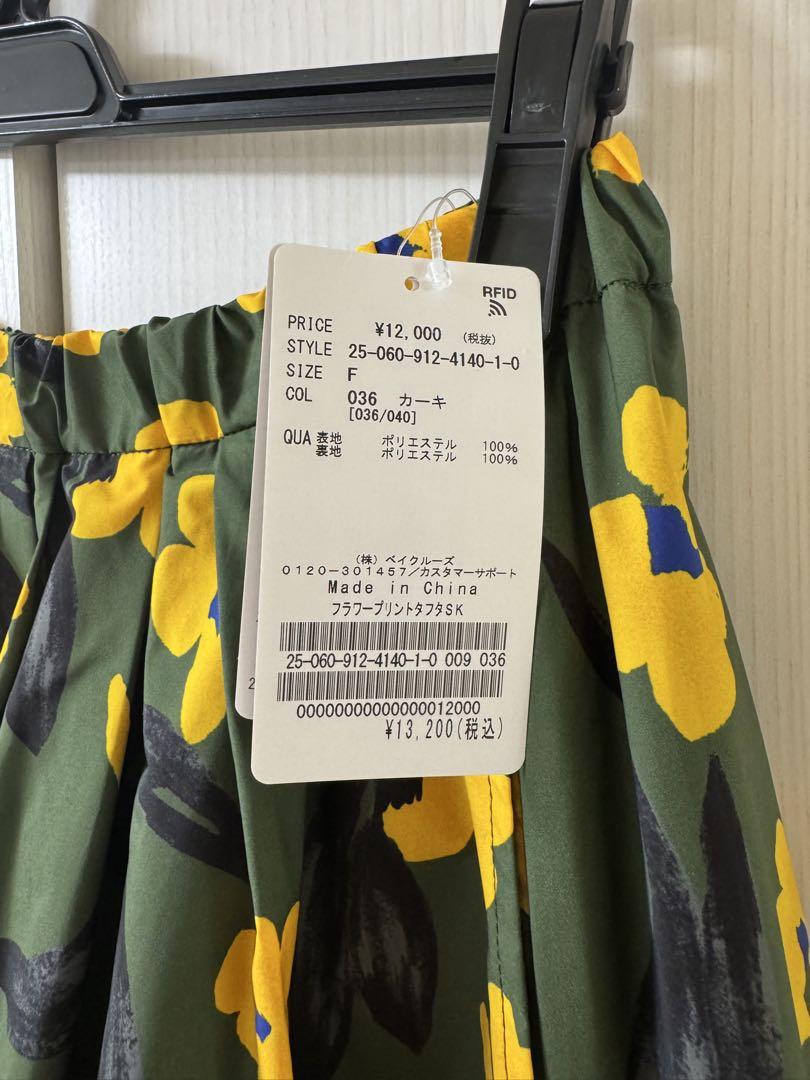 RFID
PRICE ¥12,000 (税抜)
STYLE 25-060-912-4140-1-0
SIZE F
COL 036 カーキ
[036/040]
QUA 表地 ポリエステル 100%
裏地 ポリエステル 100%
(株) ベイクルーズ
0120-301457/カスタマーサポート
Made in China
フラワープリントタフタSK
25-060-912-4140-1-0 009 036
00000000000000012000
¥13,200(税込)
2